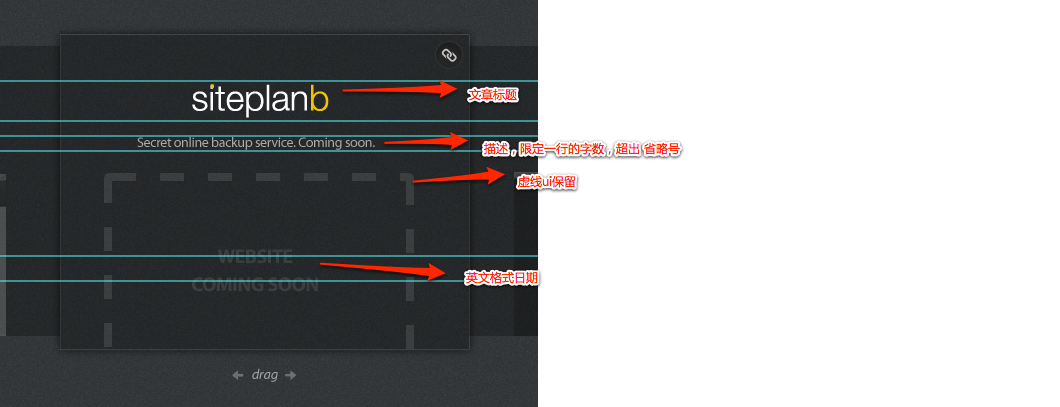 siteplanb
文章标题
Secret online backup service. Coming soon.
描述，限定一行的字数，超出 省略号
虚线ui保留
WEBSITE
COMING SOON
英文格式日期
drag